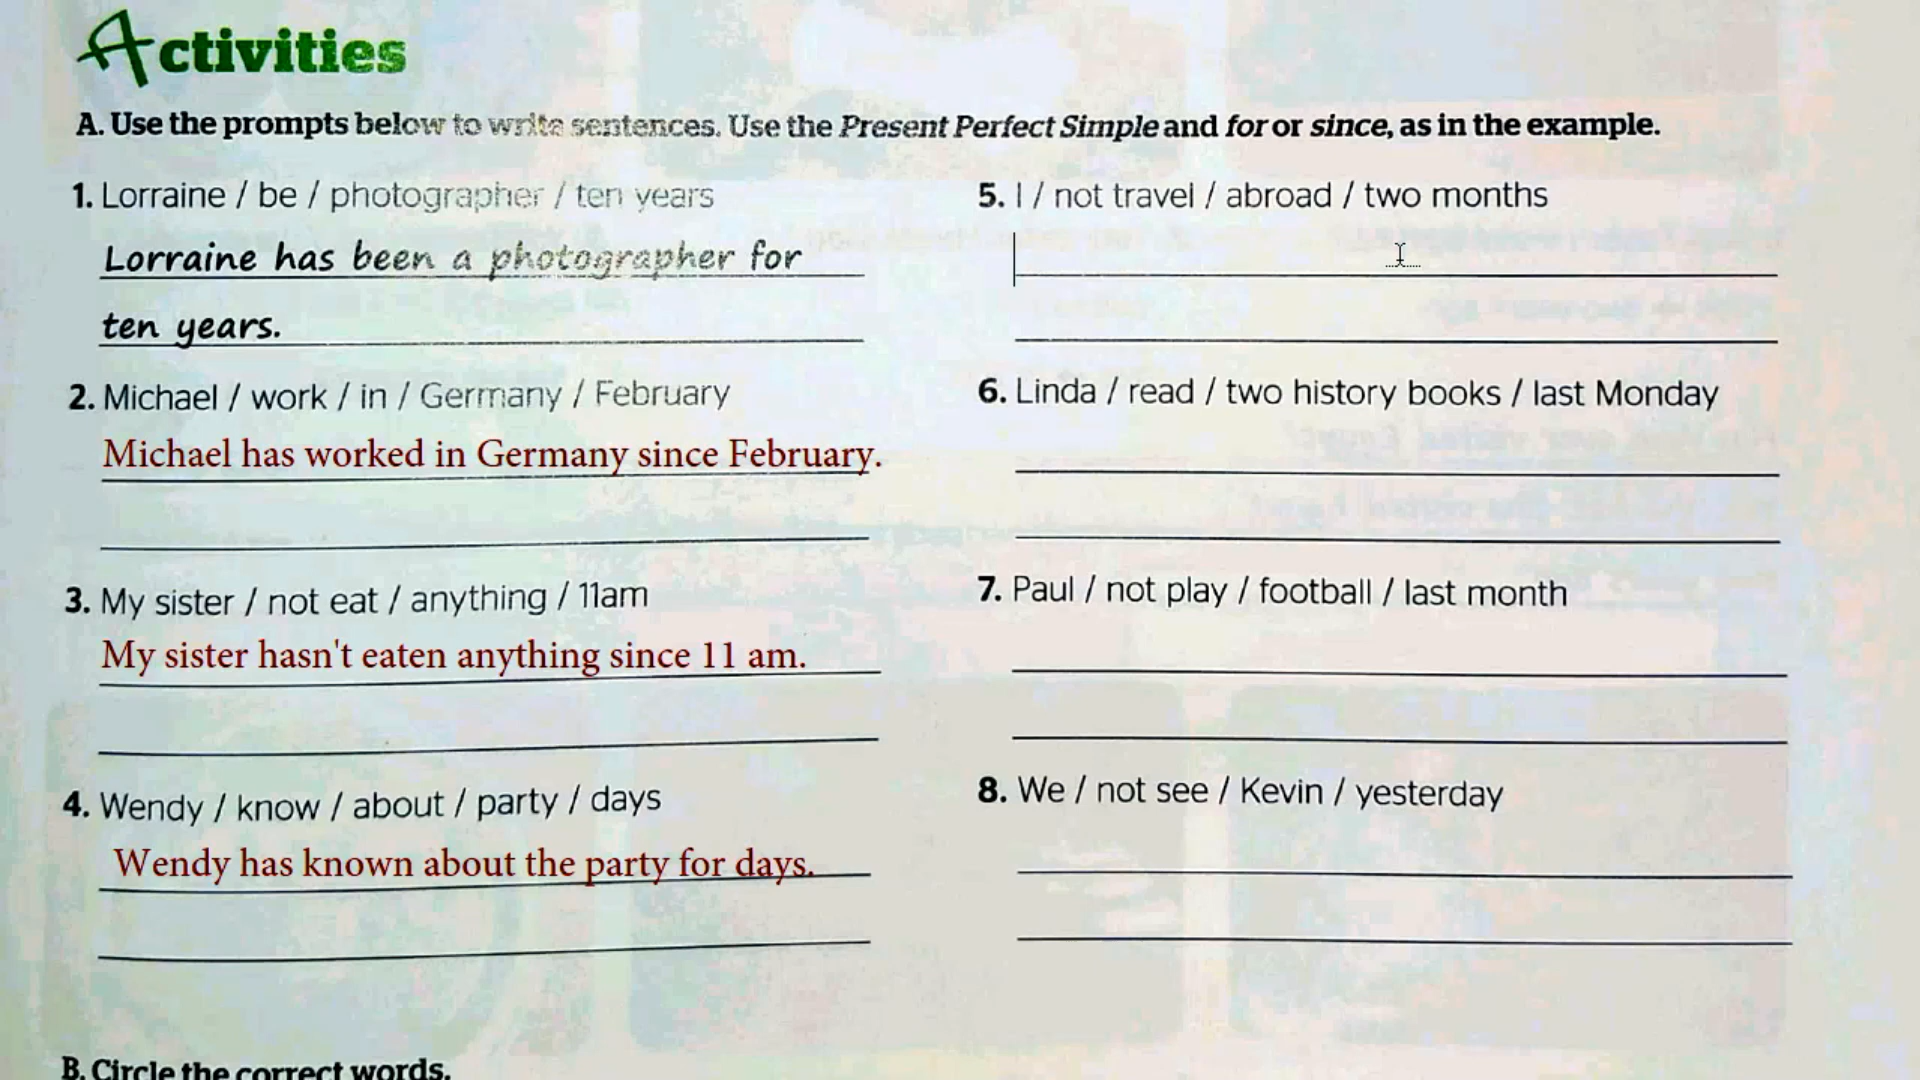 Activities
A. Use the prompts below to write sentences. Use the Present Perfect Simple and for or since, as in the example.
1. Lorraine / be / photographer / ten years
Lorraine has been a photographer for
ten years.
2. Michael / work / in / Germany / February
Michael has worked in Germany since February.
3. My sister / not eat / anything / 11am
My sister hasn't eaten anything since 11 am.
4. Wendy / know / about / party / days
Wendy has known about the party for days.
5. I / not travel / abroad / two months
6. Linda / read / two history books / last Monday
7. Paul / not play / football / last month
8. We / not see / Kevin / yesterday
B. Circle the correct words.